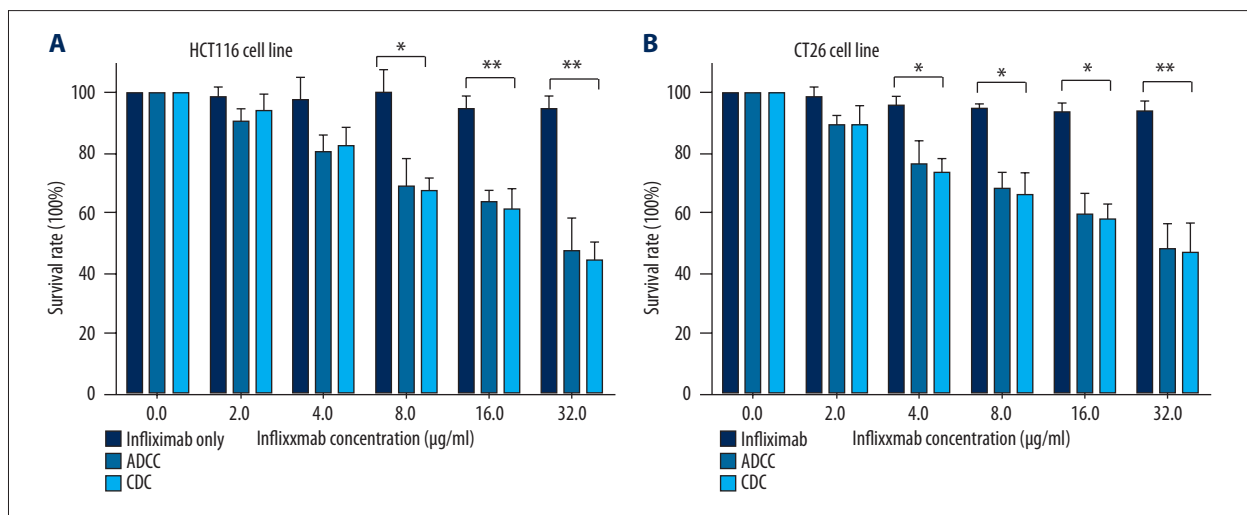 A
HCT116 cell line
* ** **
100
80
60
40
20
0
Survival rate (100%)
0.0 2.0 4.0 8.0 16.0 32.0
Inflixxmab concentration (µg/ml)
Infliximab only
ADCC
CDC
B
CT26 cell line
* * * **
100
80
60
40
20
0
Survival rate (100%)
0.0 2.0 4.0 8.0 16.0 32.0
Inflixxmab concentration (µg/ml)
Infliximab
ADCC
CDC